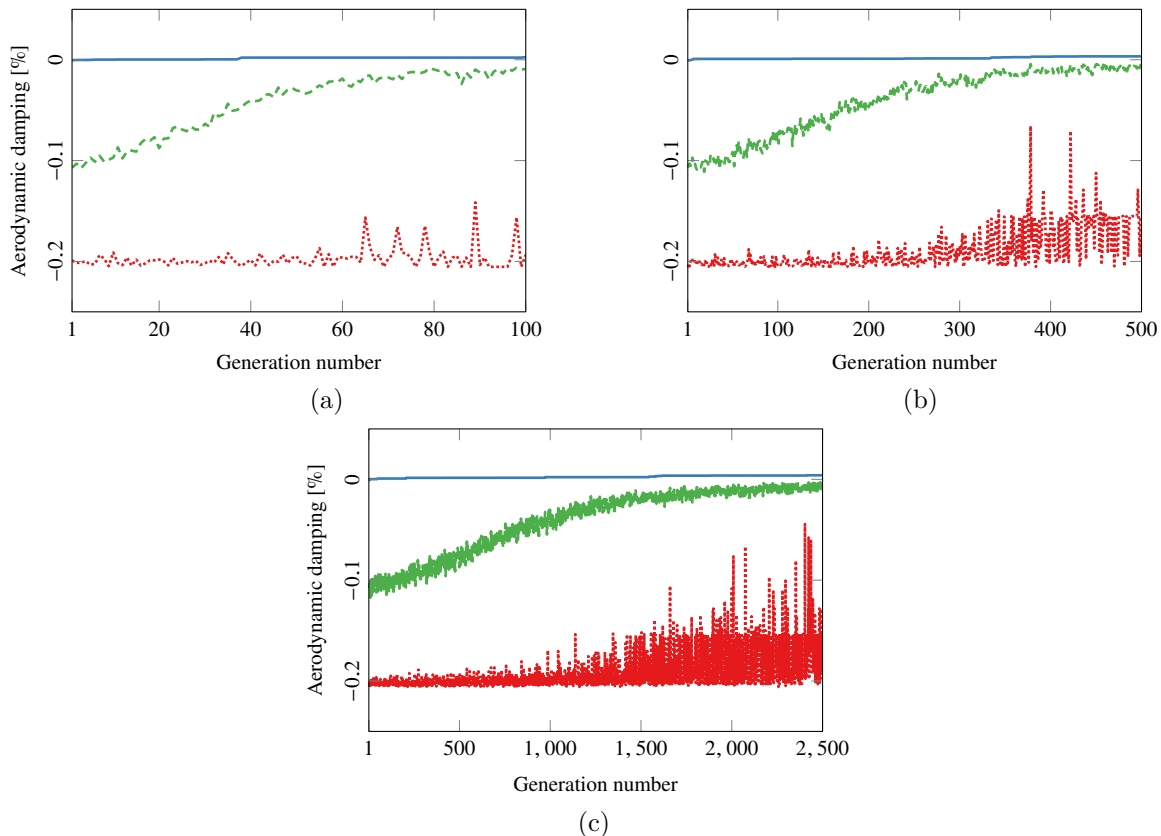 0
−0.1
−0.2
Aerodynamic damping [%]
1 20 40 60 80 100
Generation number
(a)
0
−0.1
−0.2
1 100 200 300 400 500
Generation number
(b)
0
−0.1
−0.2
Aerodynamic damping [%]
1 500 1, 000 1, 500 2, 000 2, 500
Generation number
(c)